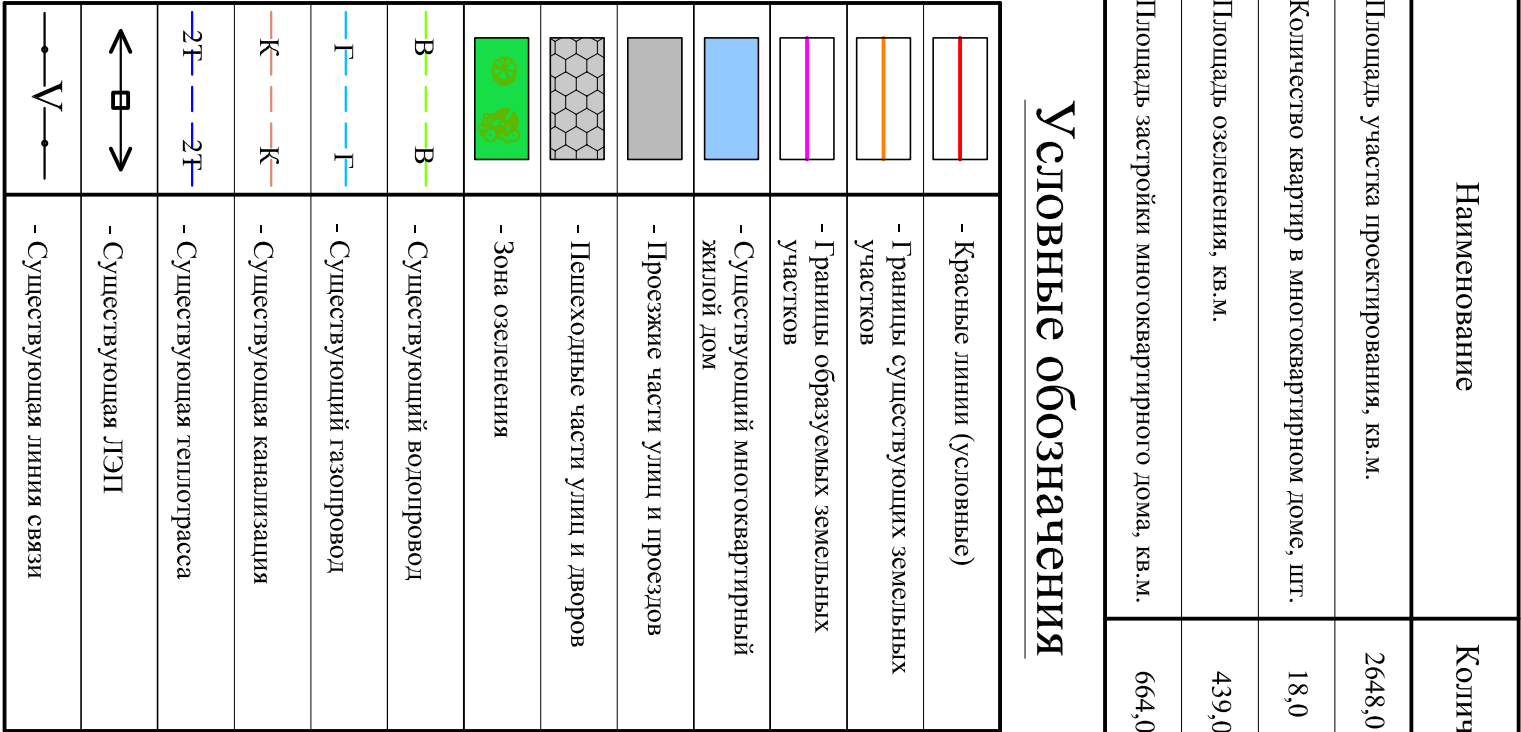 Наименование
Колич
Площадь участка проектирования, кв.м.
2648,0
Количество квартир в многоквартирном доме, шт.
18,0
Площадь озеленения, кв.м.
439,0
Площадь застройки многоквартирного дома, кв.м.
664,0
Условные обозначения
- Красные линии (условные)
- Границы существующих земельных
участков
- Границы образуемых земельных
участков
- Существующий многоквартирный
жилой дом
- Проезжие части улиц и проездов
- Пешеходные части улиц и дворов
- Зона озеленения
В В
- Существующий водопровод
Г Г
- Существующий газопровод
К К
- Существующая канализация
2Т 2Т
- Существующая теплотрасса
- Существующая ЛЭП
V
- Существующая линия связи